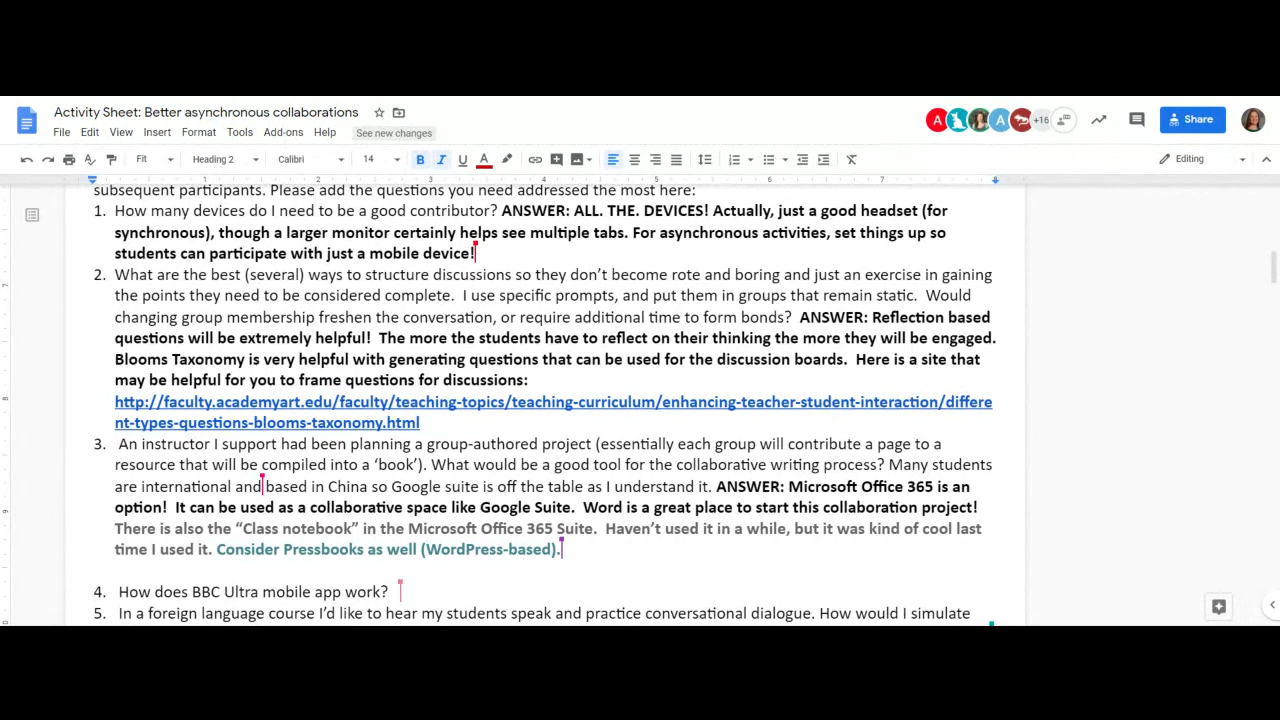 Activity Sheet: Better asynchronous collaborations
File Edit View Insert Format Tools Add-ons Help See new changes
A A +16 Share
Fit Heading 2 Calibri 14 B I U A Editing
1 2 3 4 5 6 7 8
subsequent participants. Please add the questions you need addressed the most here:
1. How many devices do I need to be a good contributor? ANSWER: ALL. THE. DEVICES! Actually, just a good headset (for
synchronous), though a larger monitor certainly helps see multiple tabs. For asynchronous activities, set things up so
students can participate with just a mobile device!
2. What are the best (several) ways to structure discussions so they don’t become rote and boring and just an exercise in gaining
the points they need to be considered complete. I use specific prompts, and put them in groups that remain static. Would
changing group membership freshen the conversation, or require additional time to form bonds? ANSWER: Reflection based
questions will be extremely helpful! The more the students have to reflect on their thinking the more they will be engaged.
Blooms Taxonomy is very helpful with generating questions that can be used for the discussion boards. Here is a site that
may be helpful for you to frame questions for discussions:
http://faculty.academyart.edu/faculty/teaching-topics/teaching-curriculum/enhancing-teacher-student-interaction/differe
nt-types-questions-blooms-taxonomy.html
3. An instructor I support had been planning a group-authored project (essentially each group will contribute a page to a
resource that will be compiled into a ‘book’). What would be a good tool for the collaborative writing process? Many students
are international and based in China so Google suite is off the table as I understand it. ANSWER: Microsoft Office 365 is an
option! It can be used as a collaborative space like Google Suite. Word is a great place to start this collaboration project!
There is also the “Class notebook” in the Microsoft Office 365 Suite. Haven’t used it in a while, but it was kind of cool last
time I used it. Consider Pressbooks as well (WordPress-based).
4. How does BBC Ultra mobile app work?
5. In a foreign language course I’d like to hear my students speak and practice conversational dialogue. How would I simulate